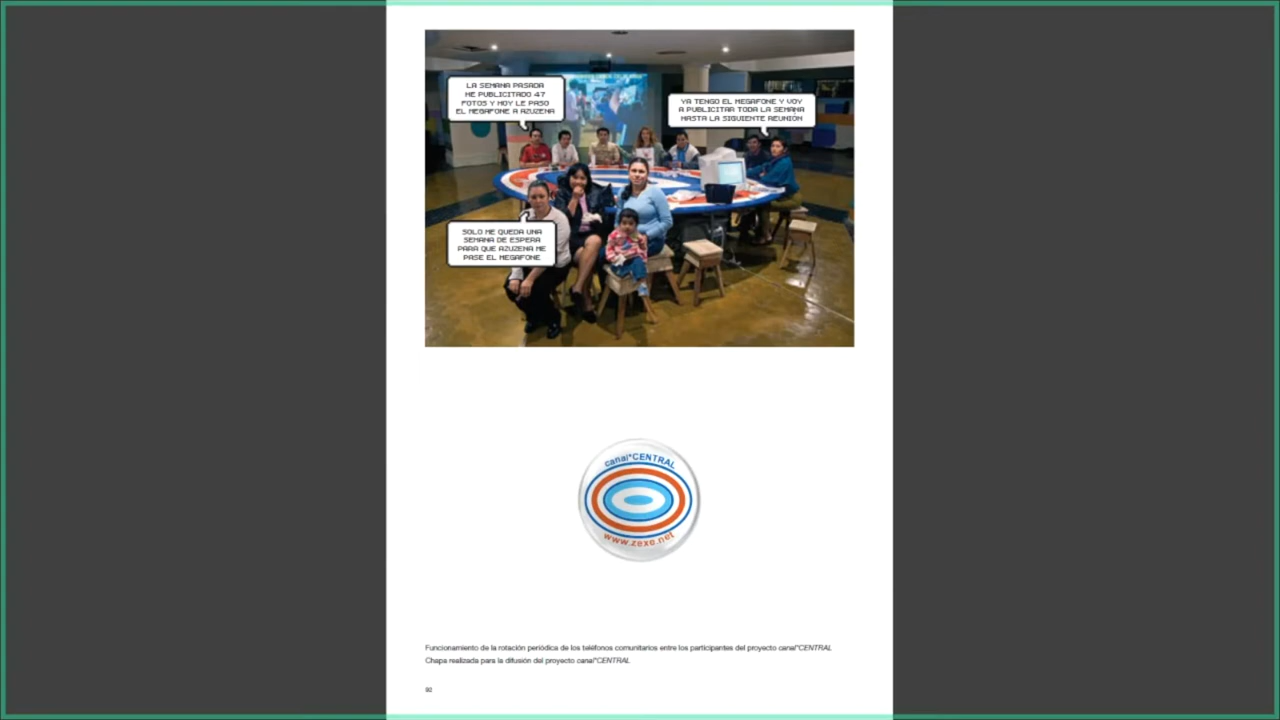 LA SEMANA PASADA
HE PUBLICITADO 47
FOTOS Y HOY LE PASO
EL MEGAFONE A AZUZENA
YA TENGO EL MEGAFONE Y VOY
A PUBLICITAR TODA LA SEMANA
HASTA LA SIGUIENTE REUNIÓN
SOLO ME QUEDA UNA
SEMANA DE ESPERA
PARA QUE AZUZENA ME
PASE EL MEGAFONE
canal*CENTRAL
www.zexe.net
Funcionamiento de la rotación periódica de los teléfonos comunitarios entre los participantes del proyecto canal*CENTRAL
Chapa realizada para la difusión del proyecto canal*CENTRAL
92